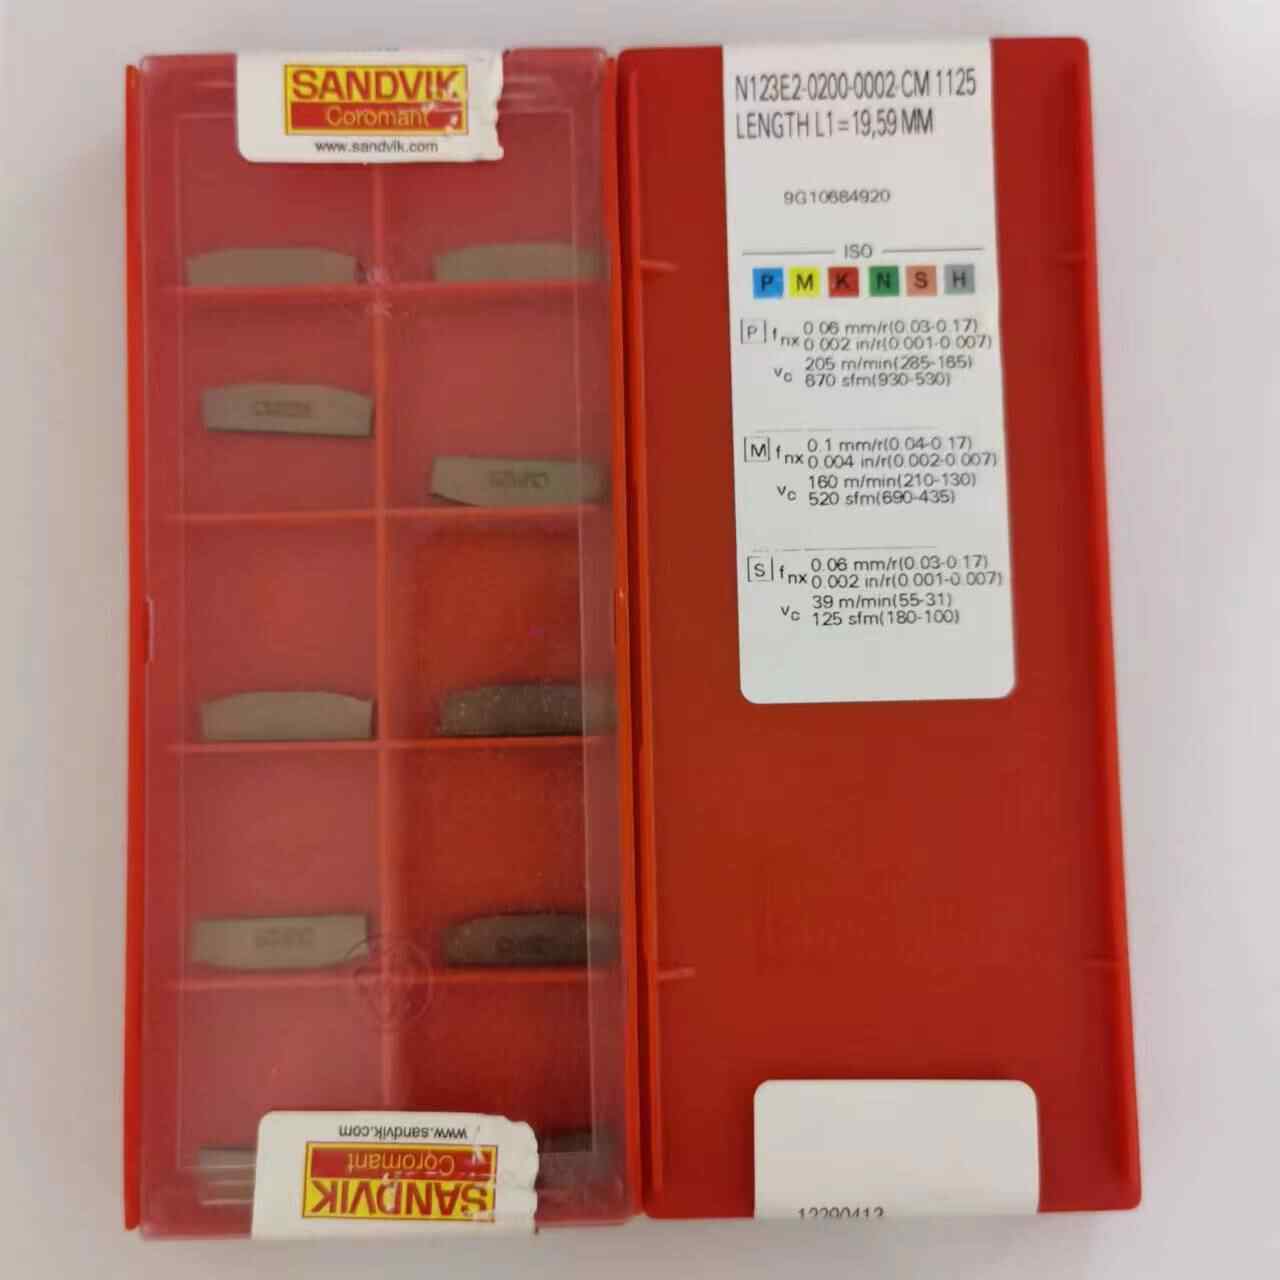 SANDVIK
Coromant
www.sandvik.com
www.sandvik.com
Coromant
SANDVIK
N123E2-0200-0002-CM 1125
LENGTH L1=19,59 MM
9G10684920
ISO
P M K N S H
P fnx 0.06 mm/r(0.03-0.17)
0.002 in/r(0.001-0.007)
vc 205 m/min(285-165)
670 sfm(930-530)
M fnx 0.1 mm/r(0.04-0.17)
0.004 in/r(0.002-0.007)
vc 160 m/min(210-130)
520 sfm(690-435)
S fnx 0.06 mm/r(0.03-0.17)
0.002 in/r(0.001-0.007)
vc 39 m/min(55-31)
125 sfm(180-100)